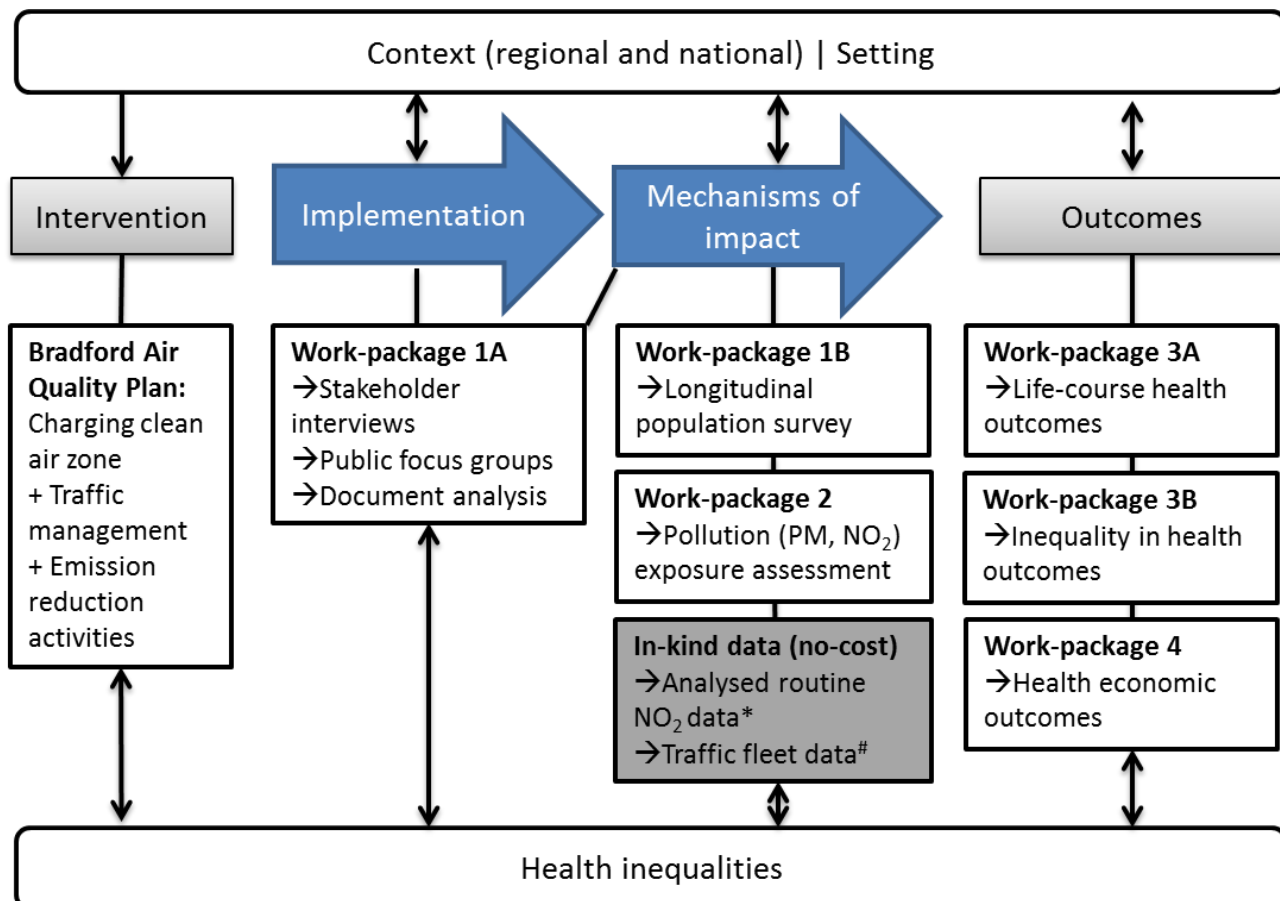 Context (regional and national) | Setting
Intervention
Implementation
Mechanisms of
impact
Outcomes
Bradford Air
Quality Plan:
Charging clean
air zone
+ Traffic
management
+ Emission
reduction
activities
Work-package 1A
→Stakeholder
interviews
→Public focus groups
→Document analysis
Work-package 1B
→Longitudinal
population survey
Work-package 2
→Pollution (PM, NO₂)
exposure assessment
In-kind data (no-cost)
→Analysed routine
NO₂ data*
→Traffic fleet data#
Work-package 3A
→Life-course health
outcomes
Work-package 3B
→Inequality in health
outcomes
Work-package 4
→Health economic
outcomes
Health inequalities